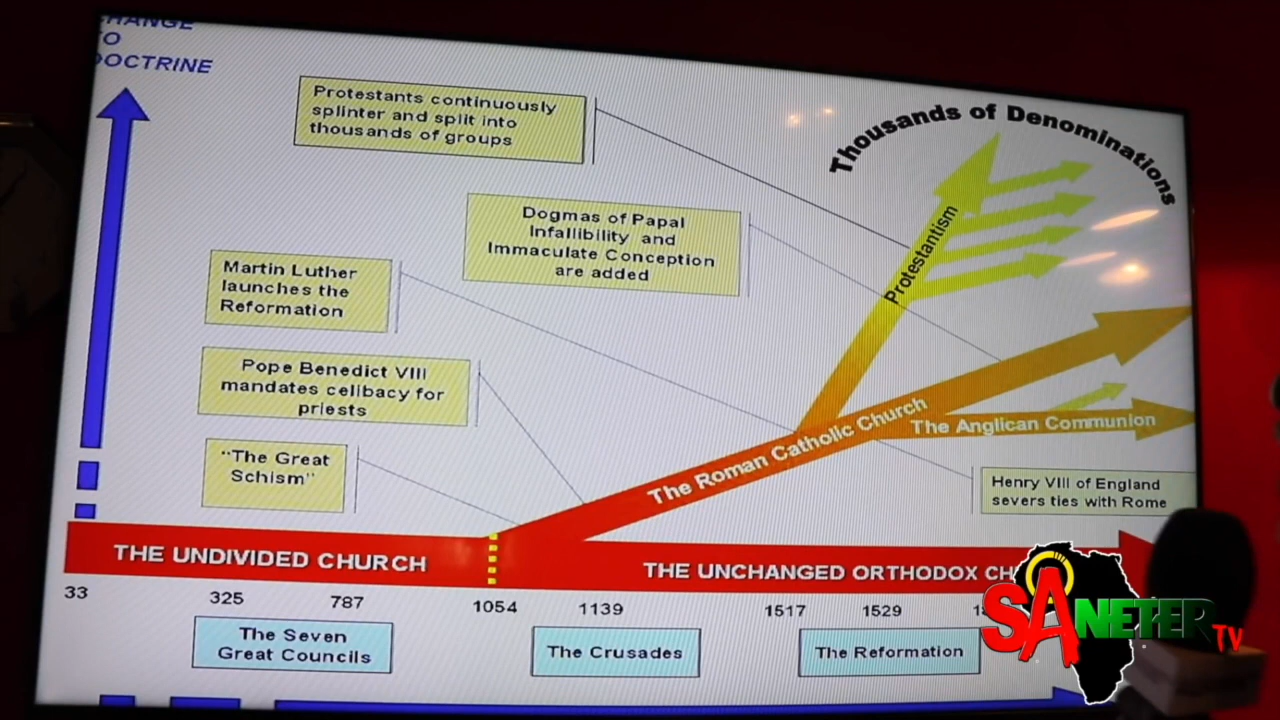 HANGE
TO
DOCTRINE
Protestants continuously
splinter and split into
thousands of groups
Thousands of Denominations
Dogmas of Papal
Infallibility and
Immaculate Conception
are added
Protestantism
Martin Luther
launches the
Reformation
Pope Benedict VIII
mandates celibacy for
priests
The Roman Catholic Church
The Anglican Communion
"The Great
Schism"
Henry VIII of England
severs ties with Rome
THE UNDIVIDED CHURCH
THE UNCHANGED ORTHODOX CH
33
325
787
1054
1139
1517
1529
The Seven
Great Councils
The Crusades
The Reformation
SANETER TV